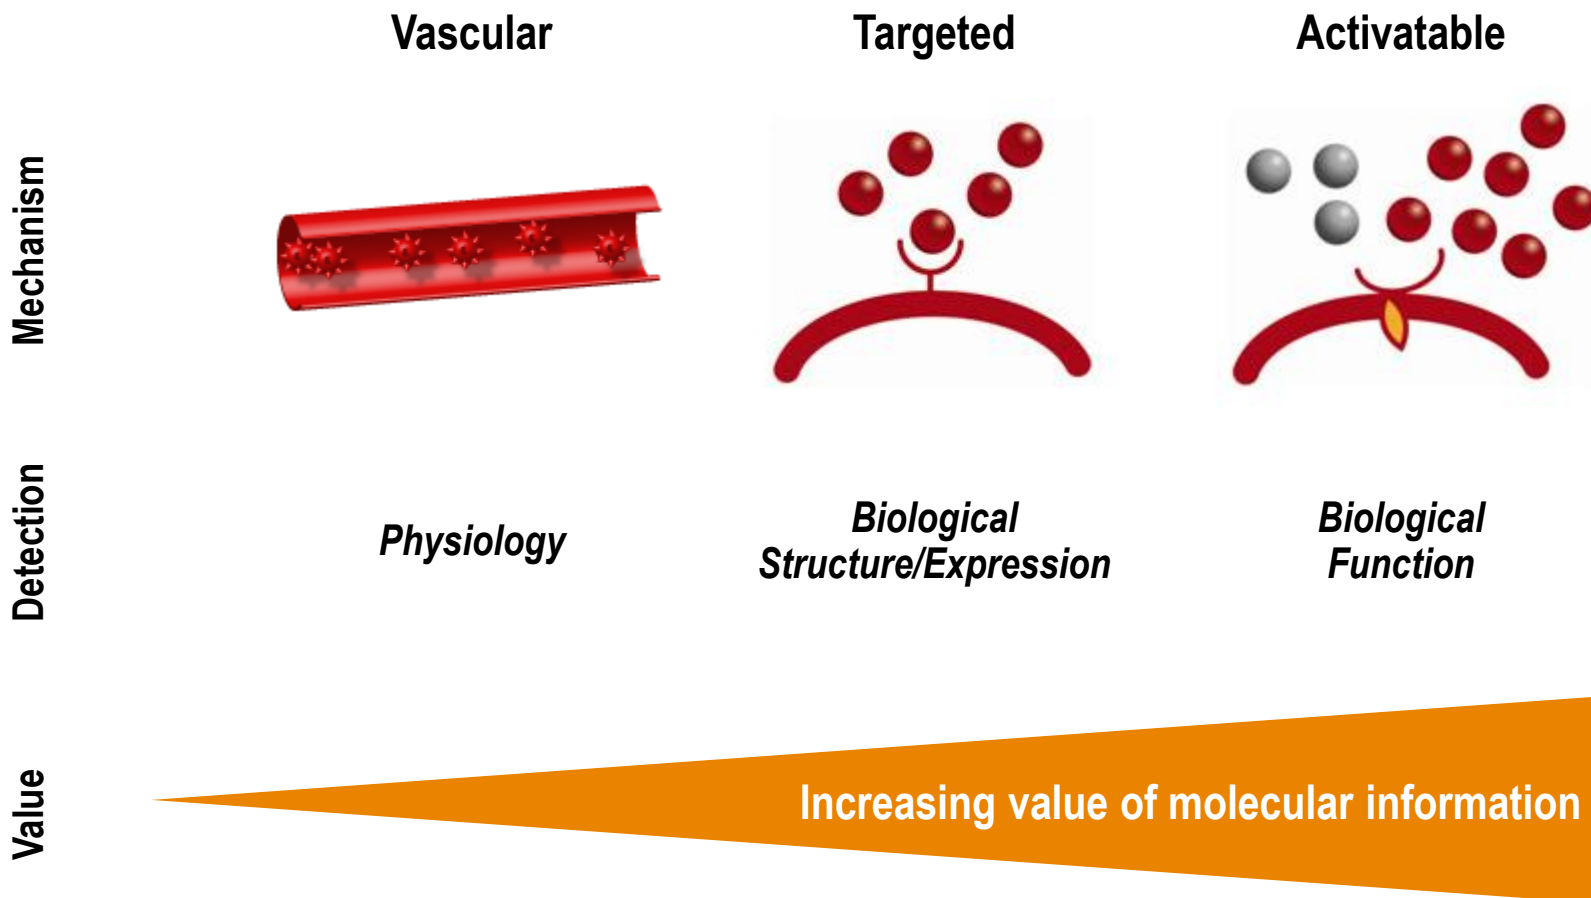 Vascular
Targeted
Activatable
Mechanism
Detection
Physiology
Biological
Structure/Expression
Biological
Function
Value
Increasing value of molecular information